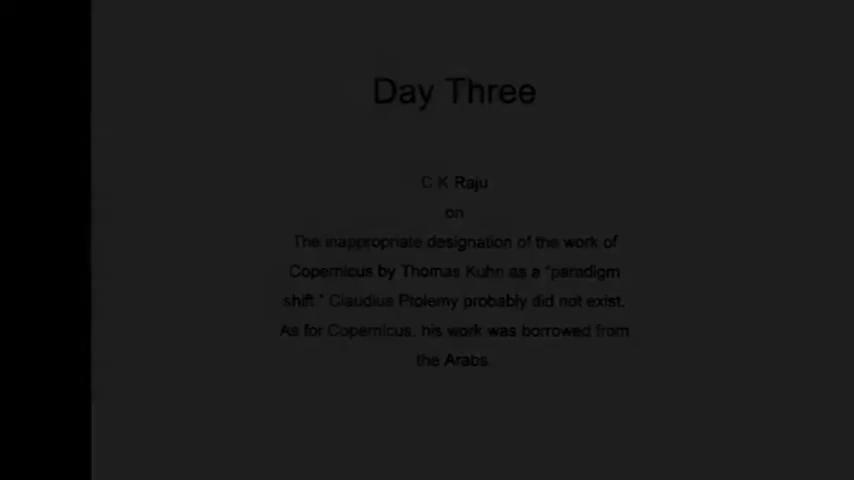 Day Three
C K Raju
on
The inappropriate designation of the work of
Copernicus by Thomas Kuhn as a "paradigm
shift." Claudius Ptolemy probably did not exist.
As for Copernicus, his work was borrowed from
the Arabs.